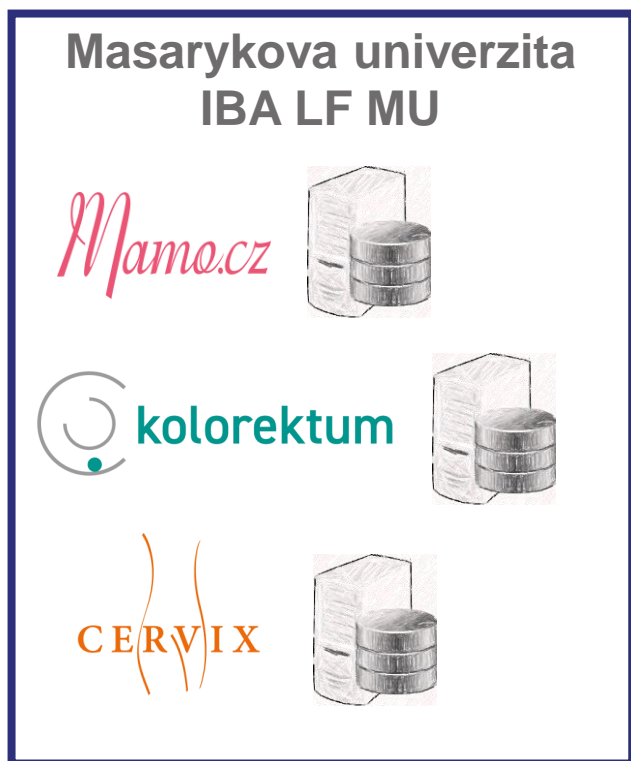 Masarykova univerzita
IBA LF MU
Mamo.cz
kolorektum
CERVIX